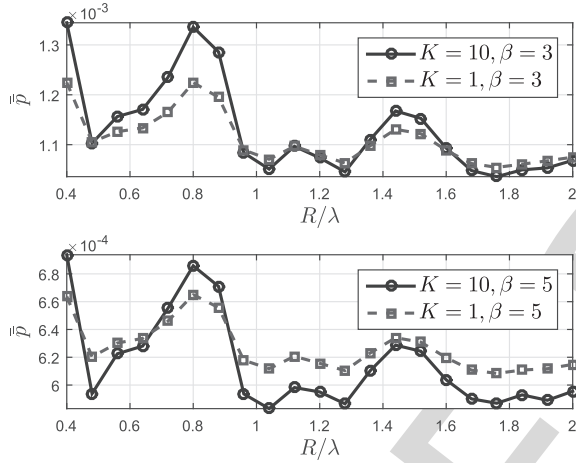 × 10⁻³
1.3
1.2
1.1
p̿
K = 10, β = 3
K = 1, β = 3
0.4 0.6 0.8 1 1.2 1.4 1.6 1.8 2
R/λ
× 10⁻⁴
6.8
6.6
6.4
6.2
6
p̿
K = 10, β = 5
K = 1, β = 5
0.4 0.6 0.8 1 1.2 1.4 1.6 1.8 2
R/λ